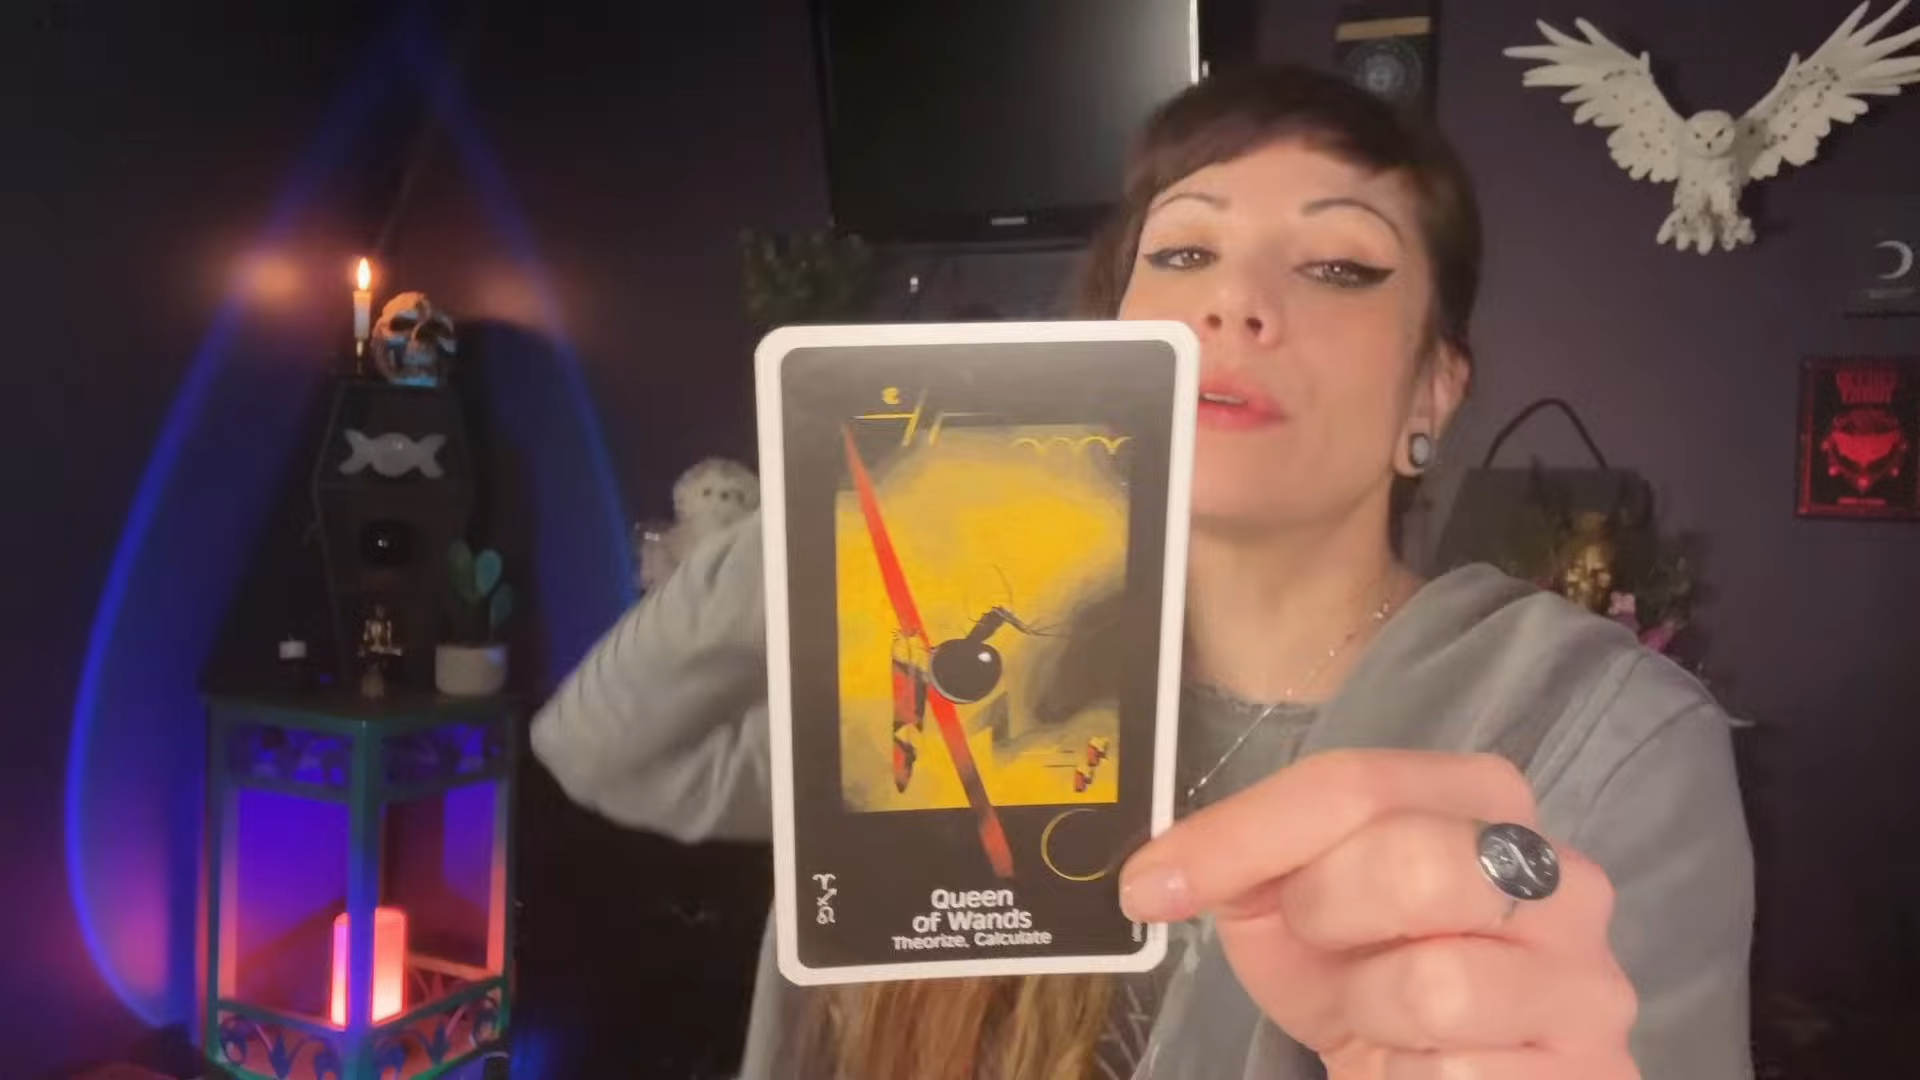 Queen
of Wands
Theorize, Calculate